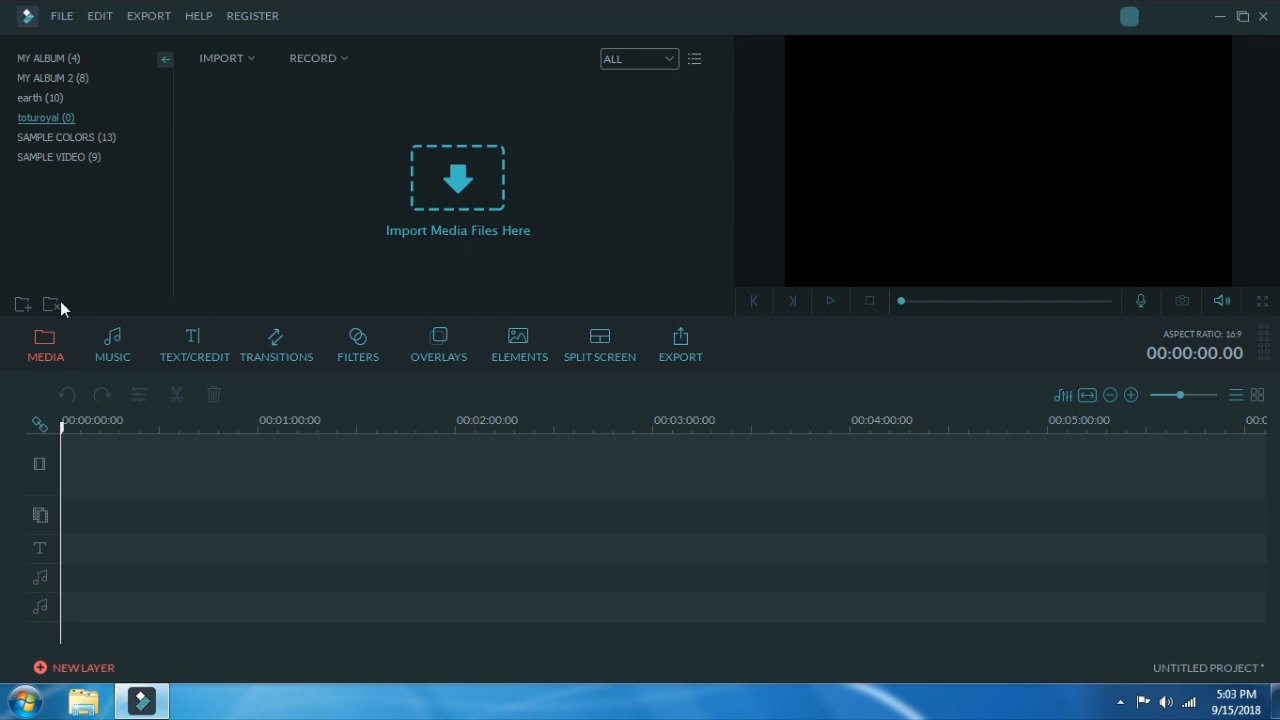 FILE EDIT EXPORT HELP REGISTER
MY ALBUM (4)
MY ALBUM 2 (8)
earth (10)
toturoyal (0)
SAMPLE COLORS (13)
SAMPLE VIDEO (9)
IMPORT RECORD ALL
Import Media Files Here
MEDIA MUSIC TEXT/CREDIT TRANSITIONS FILTERS OVERLAYS ELEMENTS SPLIT SCREEN EXPORT
ASPECT RATIO: 16:9
00:00:00.00
00:00:00:00 00:01:00:00 00:02:00:00 00:03:00:00 00:04:00:00 00:05:00:00
NEW LAYER
UNTITLED PROJECT *
5:03 PM
9/15/2018